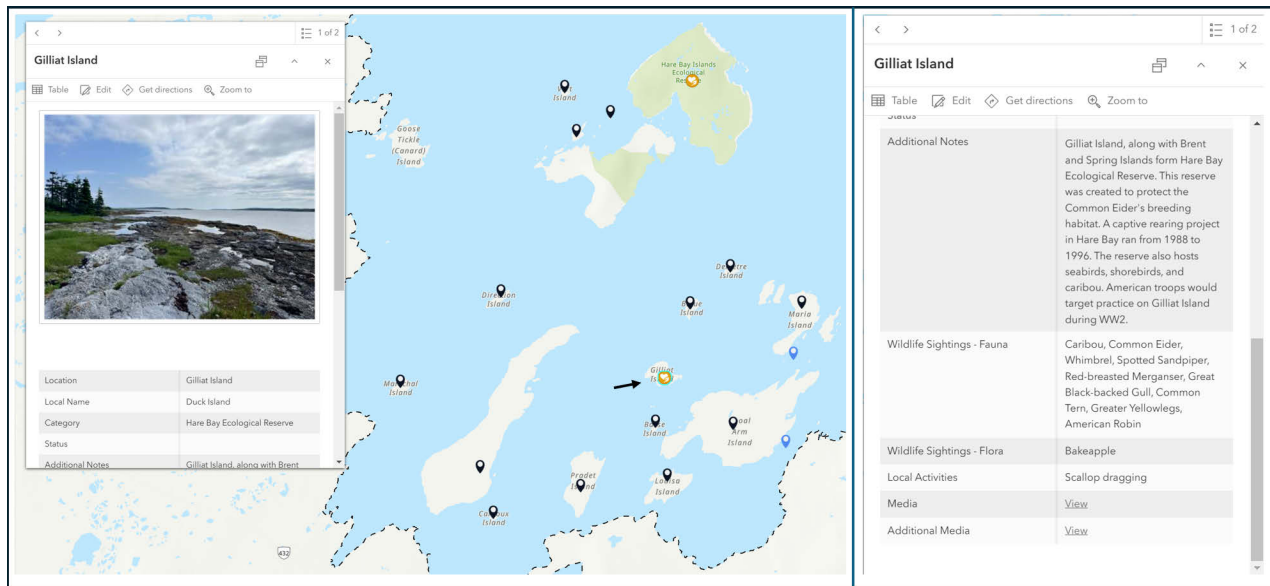 1 of 2
Gilliat Island
Table
Edit
Get directions
Zoom to
Location
Gilliat Island
Local Name
Duck Island
Category
Hare Bay Ecological Reserve
Status
Additional Notes
Gilliat Island, along with Brent
Hare Bay Islands
Ecological
Island
Goose
Tickle
(Canard)
Island
Island
Direction
Island
Island
Maria
Island
Island
Gilliat
Island
Arm
Island
Pradet
Island
Louisa
Island
Island
432
1 of 2
Gilliat Island
Table
Edit
Get directions
Zoom to
Status
Additional Notes
Gilliat Island, along with Brent
and Spring Islands form Hare Bay
Ecological Reserve. This reserve
was created to protect the
Common Eider's breeding
habitat. A captive rearing project
in Hare Bay ran from 1988 to
1996. The reserve also hosts
seabirds, shorebirds, and
caribou. American troops would
target practice on Gilliat Island
during WW2.
Wildlife Sightings - Fauna
Caribou, Common Eider,
Whimbrel, Spotted Sandpiper,
Red-breasted Merganser, Great
Black-backed Gull, Common
Tern, Greater Yellowlegs,
American Robin
Wildlife Sightings - Flora
Bakeapple
Local Activities
Scallop dragging
Media
View
Additional Media
View